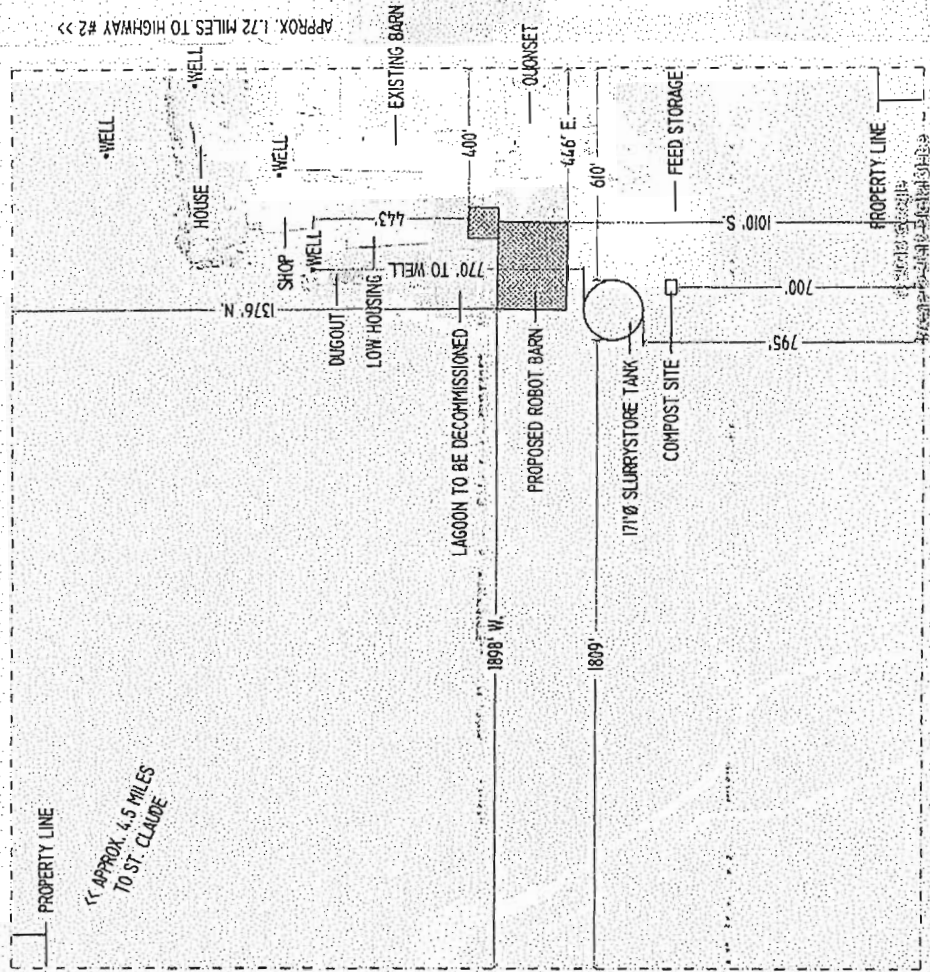 APPROX. 1.72 MILES TO HIGHWAY #2 >>
PROPERTY LINE
<< APPROX. 4.5 MILES
TO ST. CLAUDE
•WELL
•WELL
HOUSE
•WELL
SHOP
•WELL
DUGOUT
LOW HOUSING
EXISTING BARN
443'
1376' N.
770' TO WELL
LAGOON TO BE DECOMMISSIONED
400'
QUONSET
PROPOSED ROBOT BARN
446' E.
1898' W.
610'
1809'
171'Ø SLURRYSTORE TANK
FEED STORAGE
COMPOST SITE
1010' S.
700'
795'
PROPERTY LINE